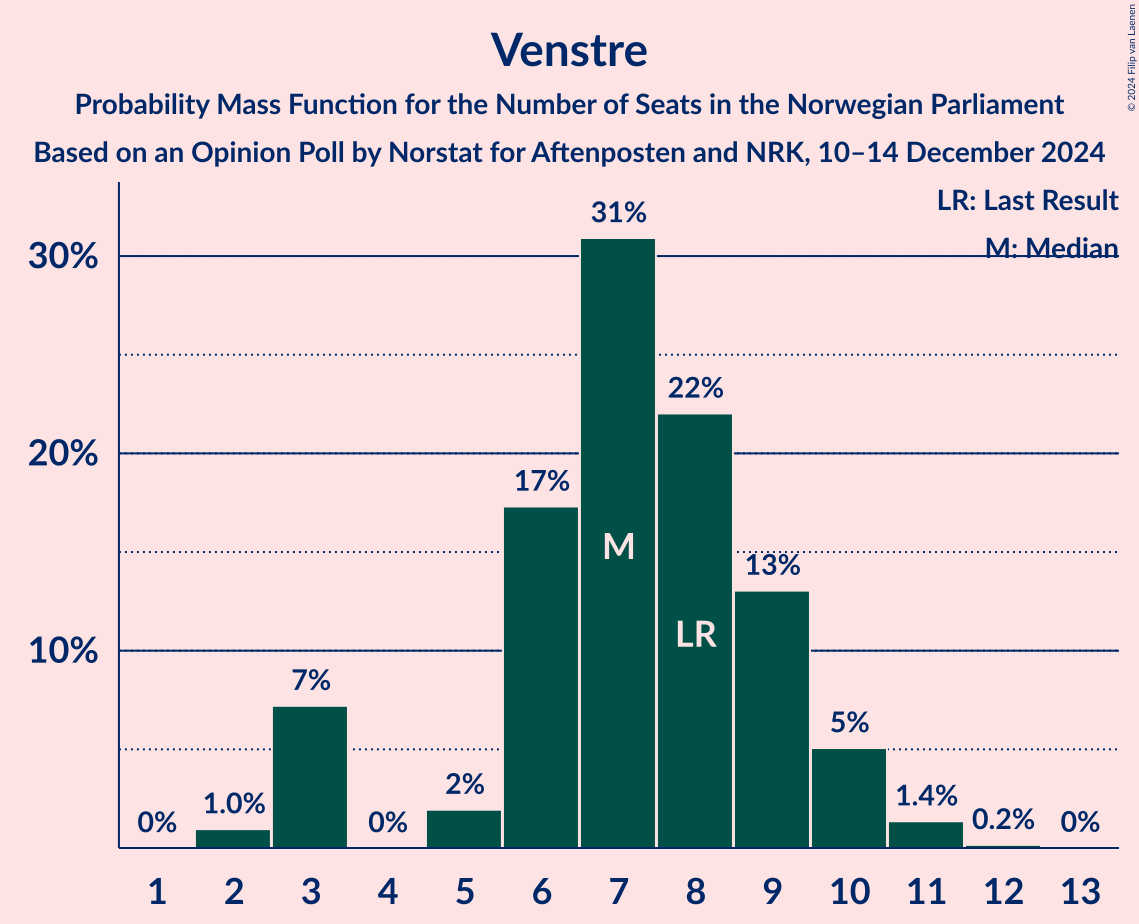 Venstre
Probability Mass Function for the Number of Seats in the Norwegian Parliament
Based on an Opinion Poll by Norstat for Aftenposten and NRK, 10–14 December 2024
© 2024 Filip van Laenen
LR: Last Result
M: Median
30%
20%
10%
0%
1.0%
7%
0%
2%
17%
31%
22%
13%
5%
1.4%
0.2%
0%
M
LR
1 2 3 4 5 6 7 8 9 10 11 12 13